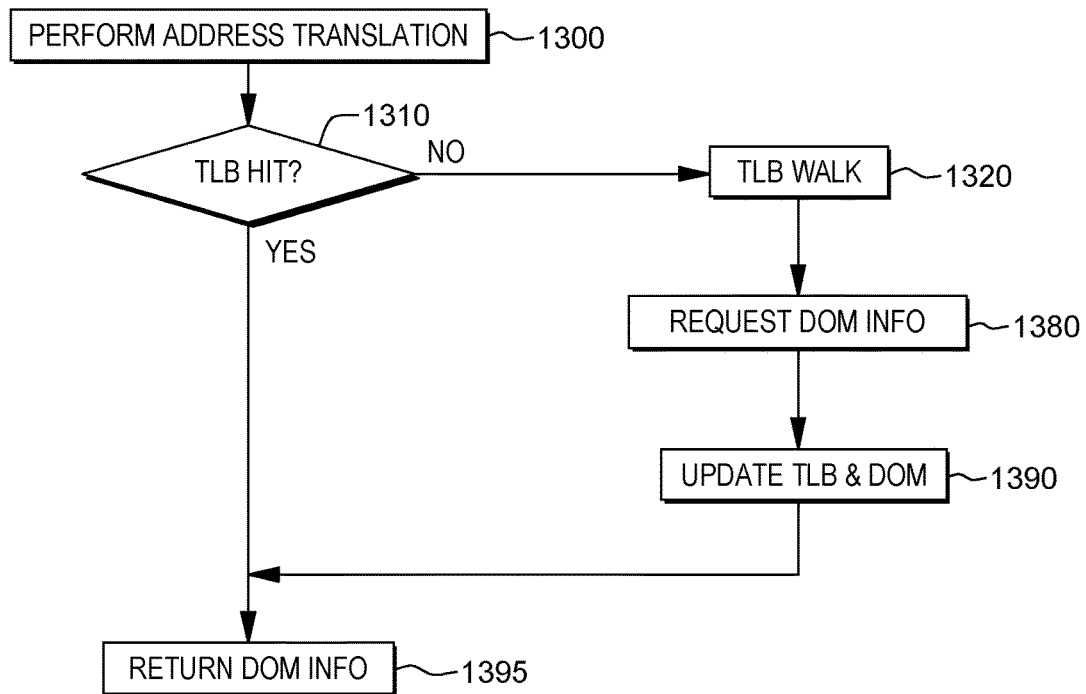 PERFORM ADDRESS TRANSLATION
1300
1310
TLB HIT?
NO
TLB WALK
1320
YES
REQUEST DOM INFO
1380
UPDATE TLB & DOM
1390
RETURN DOM INFO
1395